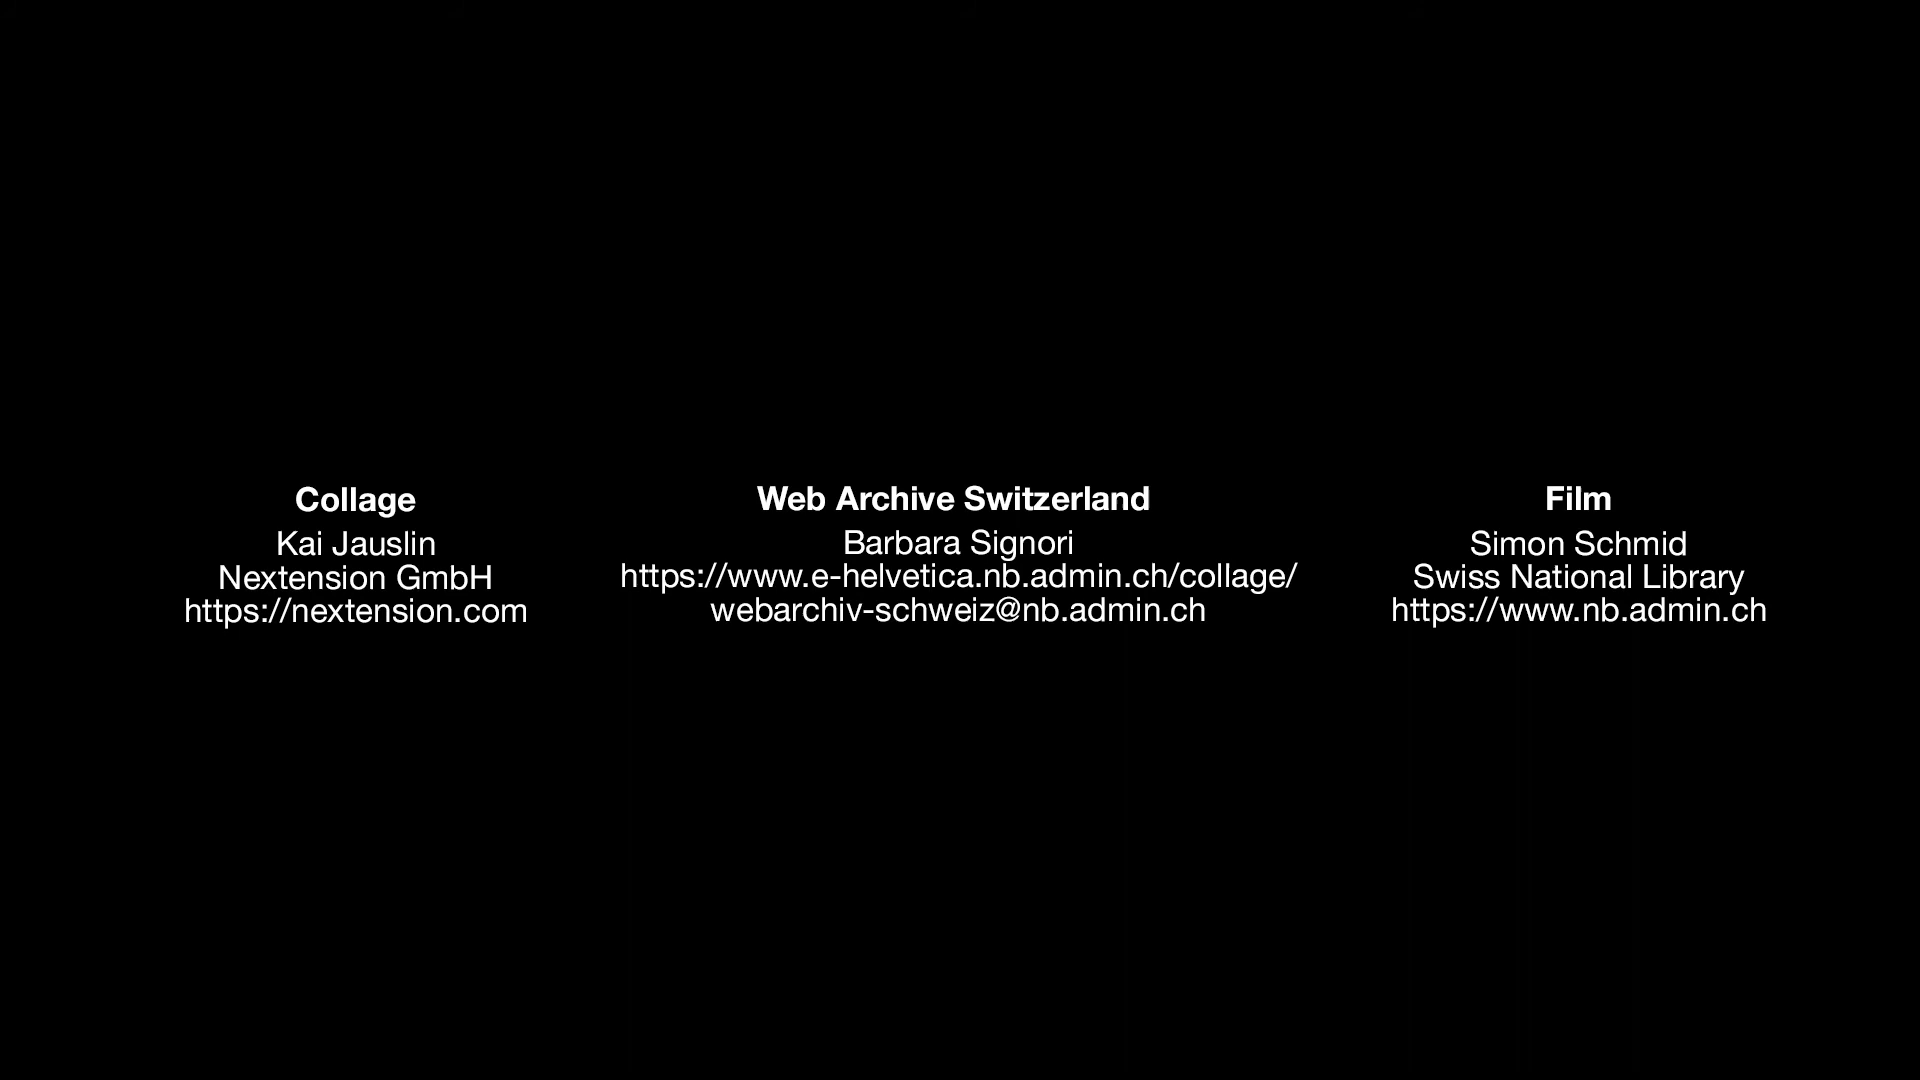 Collage
Kai Jauslin
Nextension GmbH
https://nextension.com
Web Archive Switzerland
Barbara Signori
https://www.e-helvetica.nb.admin.ch/collage/
webarchiv-schweiz@nb.admin.ch
Film
Simon Schmid
Swiss National Library
https://www.nb.admin.ch